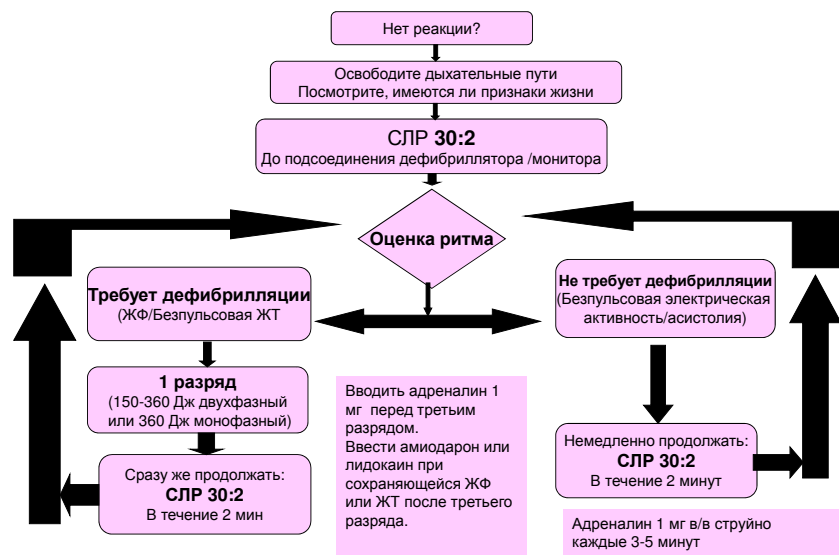 Нет реакции?
Освободите дыхательные пути
Посмотрите, имеются ли признаки жизни
СЛР 30:2
До подсоединения дефибриллятора /монитора
Оценка ритма
Требует дефибрилляции
(ЖФ/Безпульсовая ЖТ
Не требует дефибрилляции
(Безпульсовая электрическая
активность/асистолия)
1 разряд
(150-360 Дж двухфазный
или 360 Дж монофазный)
Сразу же продолжать:
СЛР 30:2
В течение 2 мин
Вводить адреналин 1
мг перед третьим
разрядом.
Ввести амиодарон или
лидокаин при
сохраняющейся ЖФ
или ЖТ после третьего
разряда.
Немедленно продолжать:
СЛР 30:2
В течение 2 минут
Адреналин 1 мг в/в струйно
каждые 3-5 минут